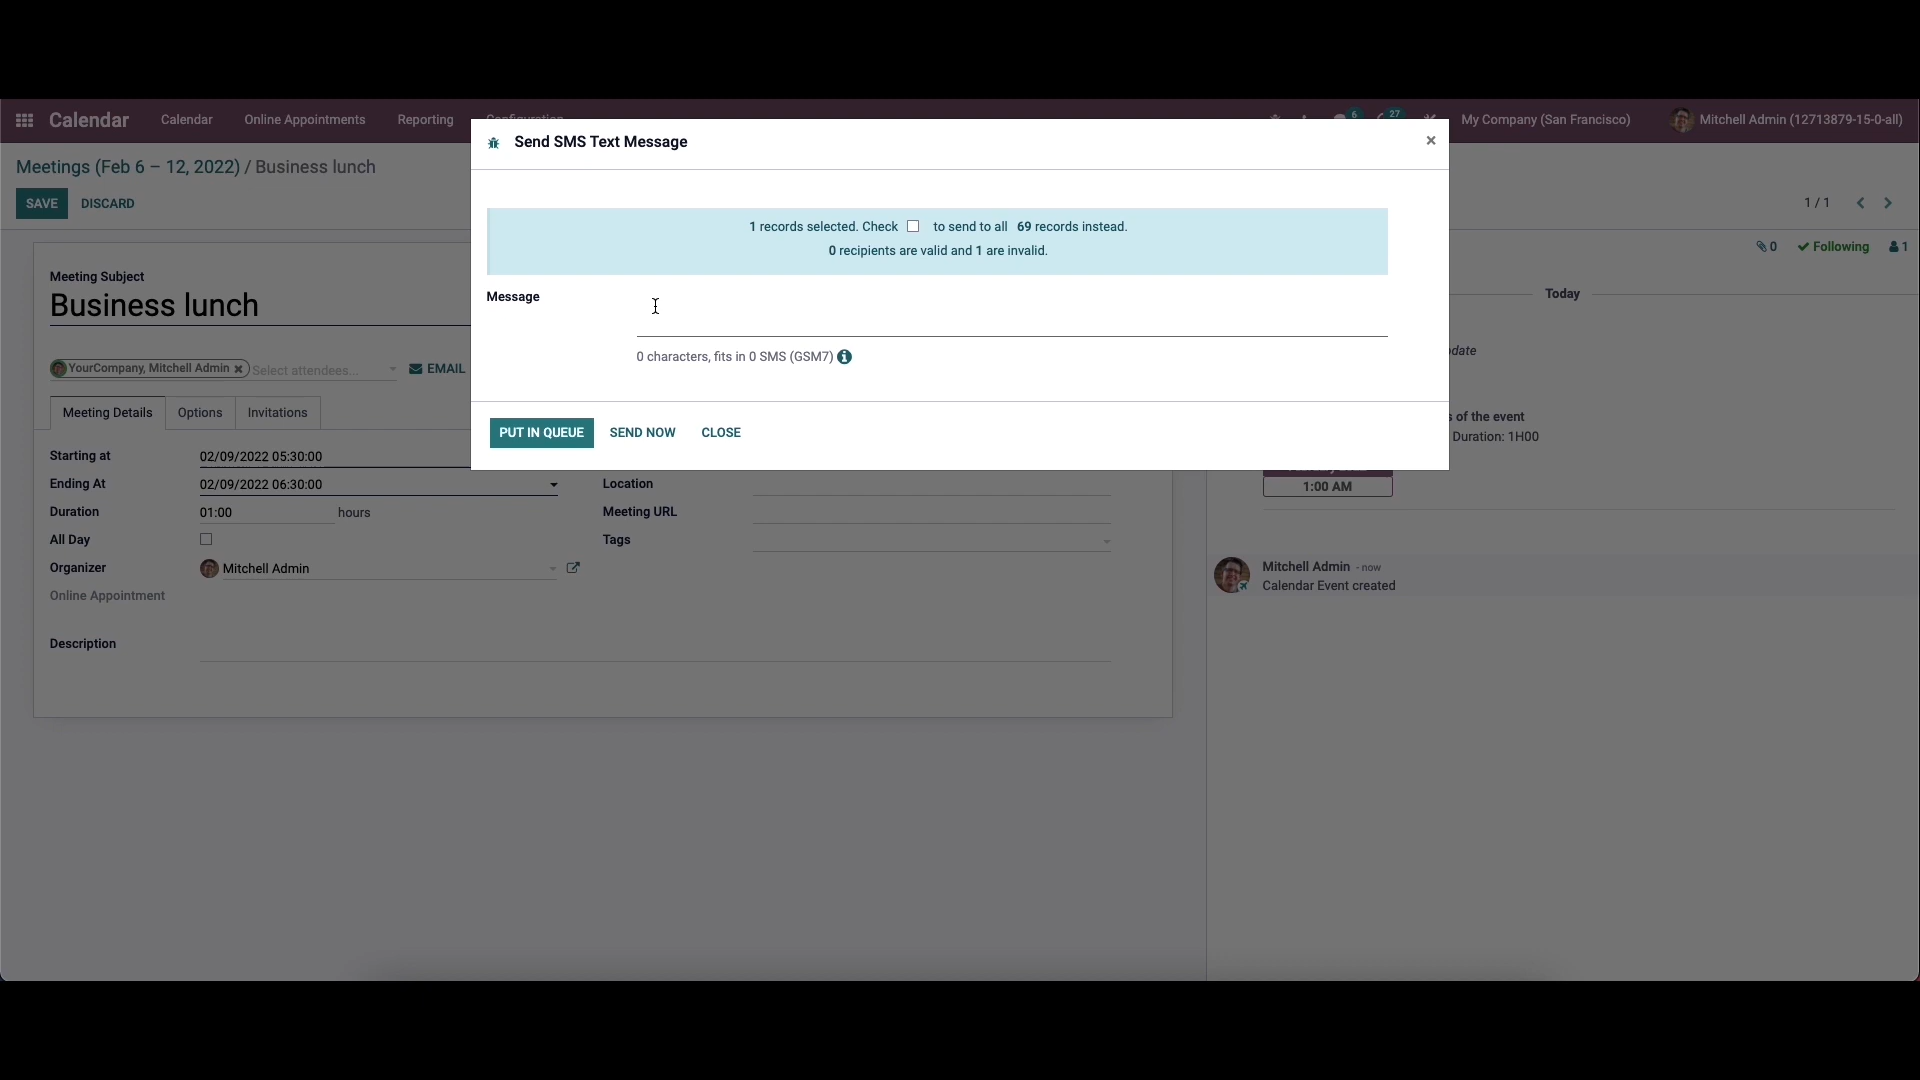 Calendar Calendar Online Appointments Reporting 6 27 My Company (San Francisco) Mitchell Admin (12713879-15-0-all)
Meetings (Feb 6 – 12, 2022) / Business lunch
SAVE DISCARD
1 / 1
0 Following 1
Send SMS Text Message ×
1 records selected. Check to send to all 69 records instead.
0 recipients are valid and 1 are invalid.
Message
0 characters, fits in 0 SMS (GSM7)
PUT IN QUEUE SEND NOW CLOSE
Meeting Subject
Business lunch
YourCompany, Mitchell Admin Select attendees... EMAIL
Meeting Details Options Invitations
Starting at 02/09/2022 05:30:00
Ending At 02/09/2022 06:30:00
Duration 01:00 hours
All Day
Organizer Mitchell Admin
Online Appointment
Description
Location
Meeting URL
Tags
Today
of the event
Duration: 1H00
1:00 AM
Mitchell Admin - now
Calendar Event created